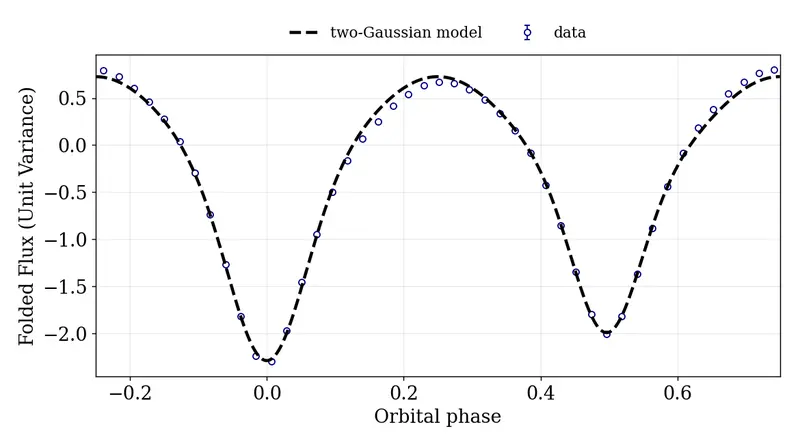 two-Gaussian model
data
Folded Flux (Unit Variance)
0.5
0.0
−0.5
−1.0
−1.5
−2.0
−0.2
0.0
0.2
0.4
0.6
Orbital phase